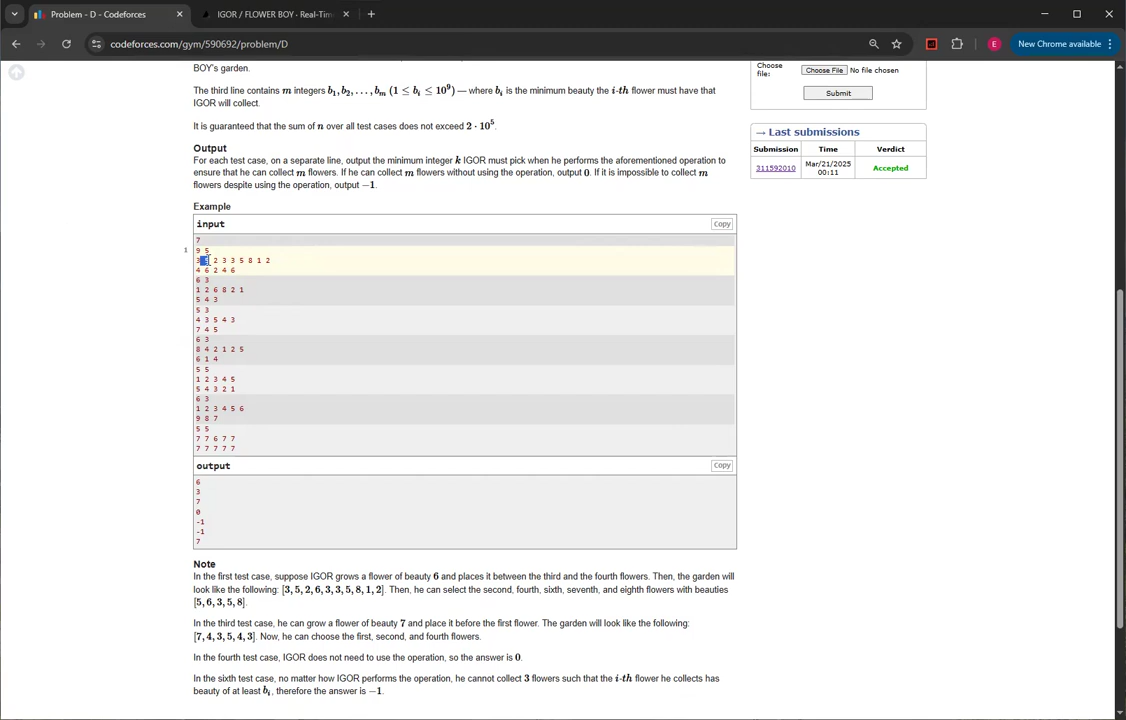 Problem - D - Codeforces
IGOR / FLOWER BOY - Real-Tim
codeforces.com/gym/590692/problem/D
E
New Chrome available
BOY's garden.
The third line contains m integers b1, b2, . . . , bm (1 ≤ bi ≤ 10^9) — where bi is the minimum beauty the i-th flower must have that
IGOR will collect.
It is guaranteed that the sum of n over all test cases does not exceed 2 · 10^5.
Output
For each test case, on a separate line, output the minimum integer k IGOR must pick when he performs the aforementioned operation to
ensure that he can collect m flowers. If he can collect m flowers without using the operation, output 0. If it is impossible to collect m
flowers despite using the operation, output −1.
Example
input
Copy
1
7
9 5
3 5 2 3 3 5 8 1 2
4 6 2 4 6
6 3
1 2 6 8 2 1
5 4 3
5 3
4 3 5 4 3
7 4 5
6 3
8 4 2 1 2 5
6 1 4
5 5
1 2 3 4 5
5 4 3 2 1
6 3
1 2 3 4 5 6
9 8 7
5 5
7 7 6 7 7
7 7 7 7 7
output
Copy
6
3
7
0
-1
-1
7
Note
In the first test case, suppose IGOR grows a flower of beauty 6 and places it between the third and the fourth flowers. Then, the garden will
look like the following: [3, 5, 2, 6, 3, 3, 5, 8, 1, 2]. Then, he can select the second, fourth, sixth, seventh, and eighth flowers with beauties
[5, 6, 3, 5, 8].
In the third test case, he can grow a flower of beauty 7 and place it before the first flower. The garden will look like the following:
[7, 4, 3, 5, 4, 3]. Now, he can choose the first, second, and fourth flowers.
In the fourth test case, IGOR does not need to use the operation, so the answer is 0.
In the sixth test case, no matter how IGOR performs the operation, he cannot collect 3 flowers such that the i-th flower he collects has
beauty of at least bi, therefore the answer is −1.
Choose
file:
Choose File No file chosen
Submit
→ Last submissions
Submission Time Verdict
311592010 Mar/21/2025 00:11 Accepted